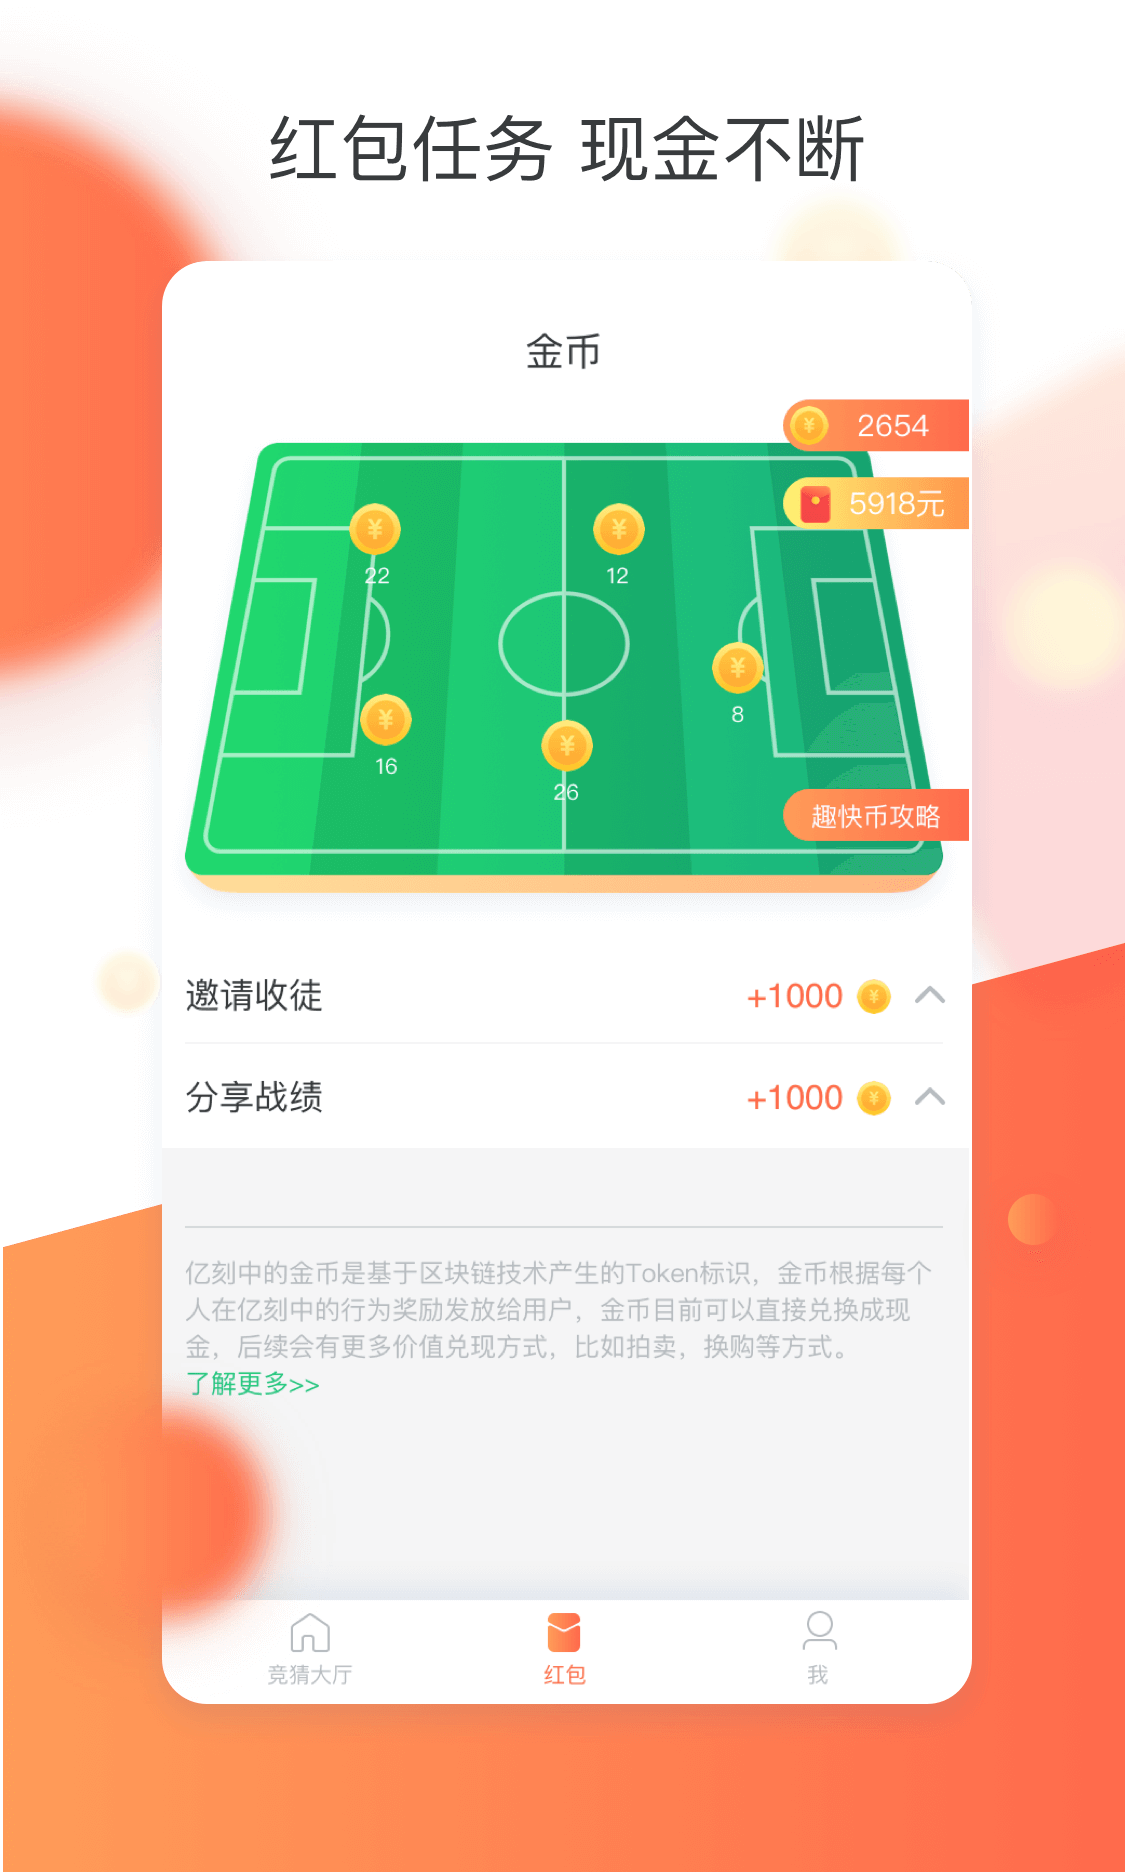 红包任务 现金不断
金币
2654
5918元
22
12
8
16
26
趣快币攻略
邀请收徒 +1000
分享战绩 +1000
亿刻中的金币是基于区块链技术产生的Token标识，金币根据每个
人在亿刻中的行为奖励发放给用户，金币目前可以直接兑换成现
金，后续会有更多价值兑现方式，比如拍卖，换购等方式。
了解更多>>
竞猜大厅 红包 我